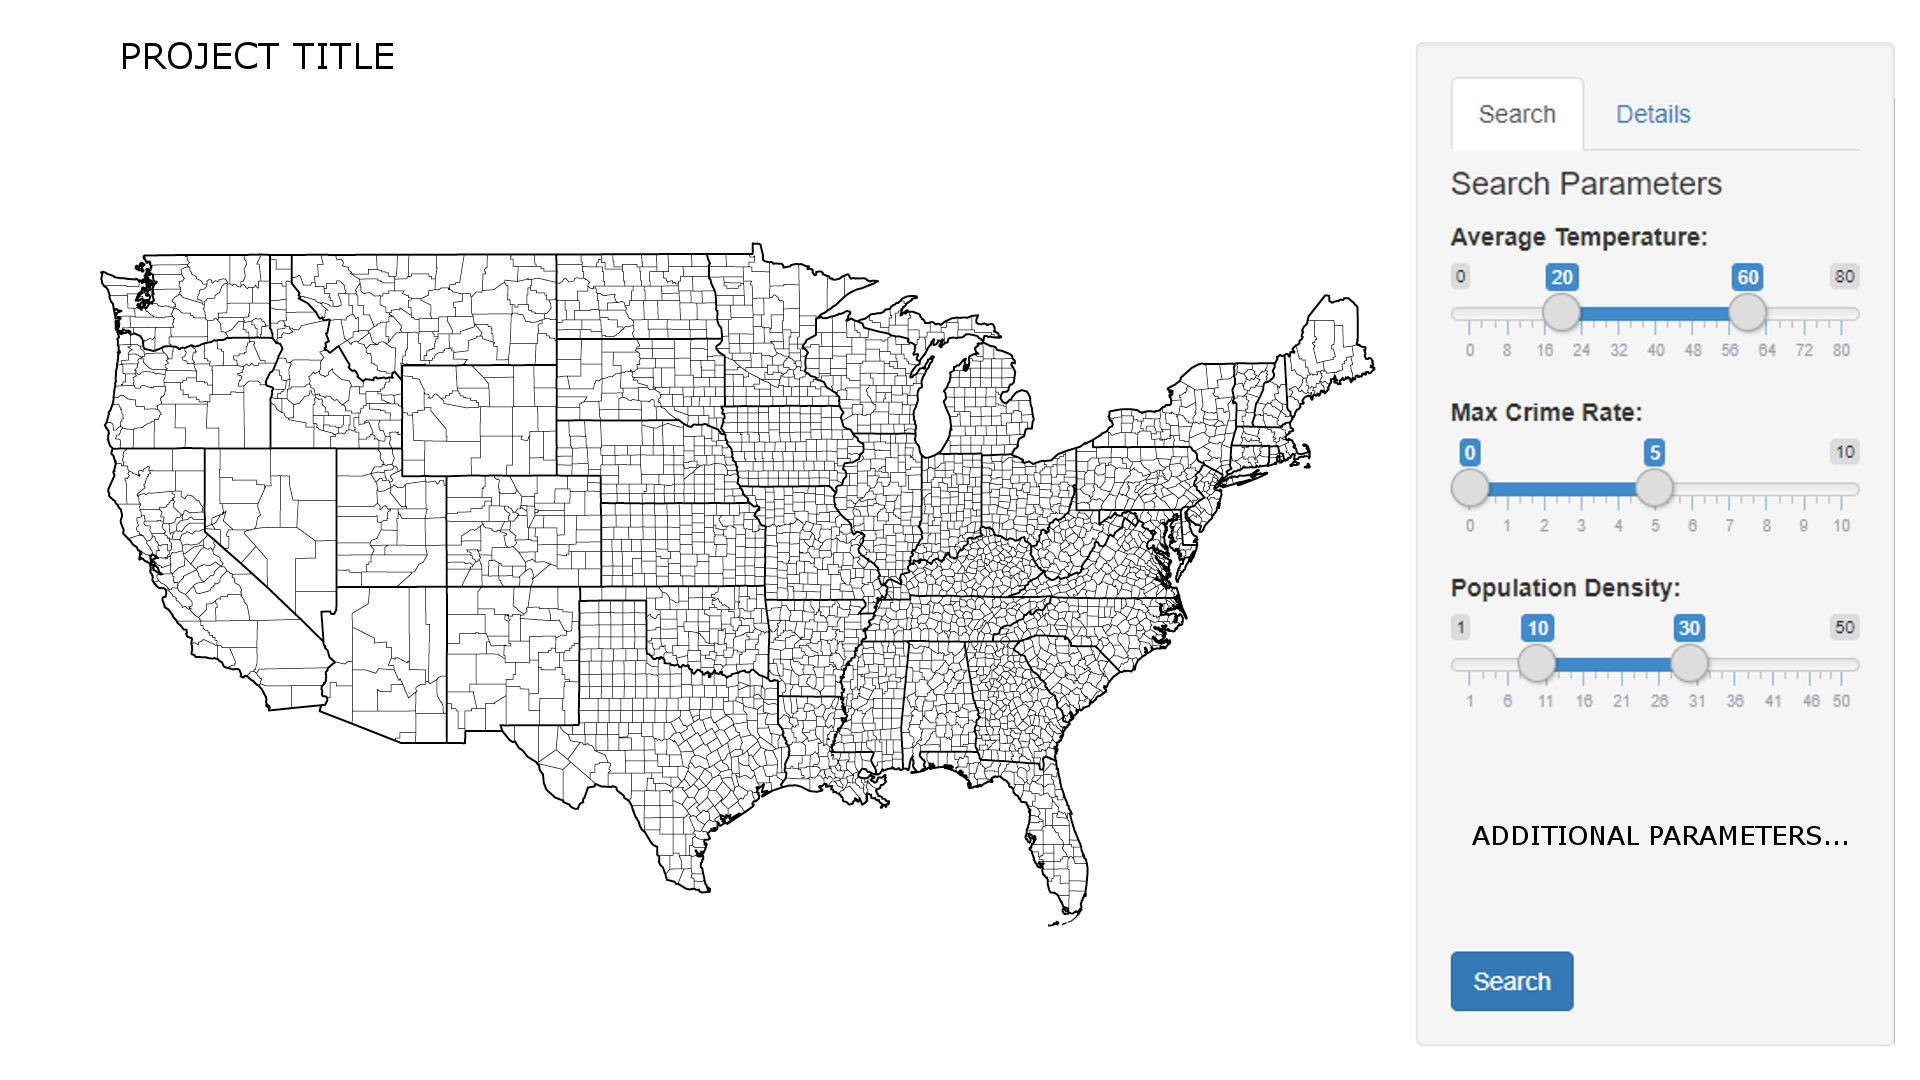 PROJECT TITLE
Search Details
Search Parameters
Average Temperature:
0 20 60 80
0 8 16 24 32 40 48 56 64 72 80
Max Crime Rate:
0 5 10
0 1 2 3 4 5 6 7 8 9 10
Population Density:
1 10 30 50
1 6 11 16 21 26 31 36 41 46 50
ADDITIONAL PARAMETERS...
Search